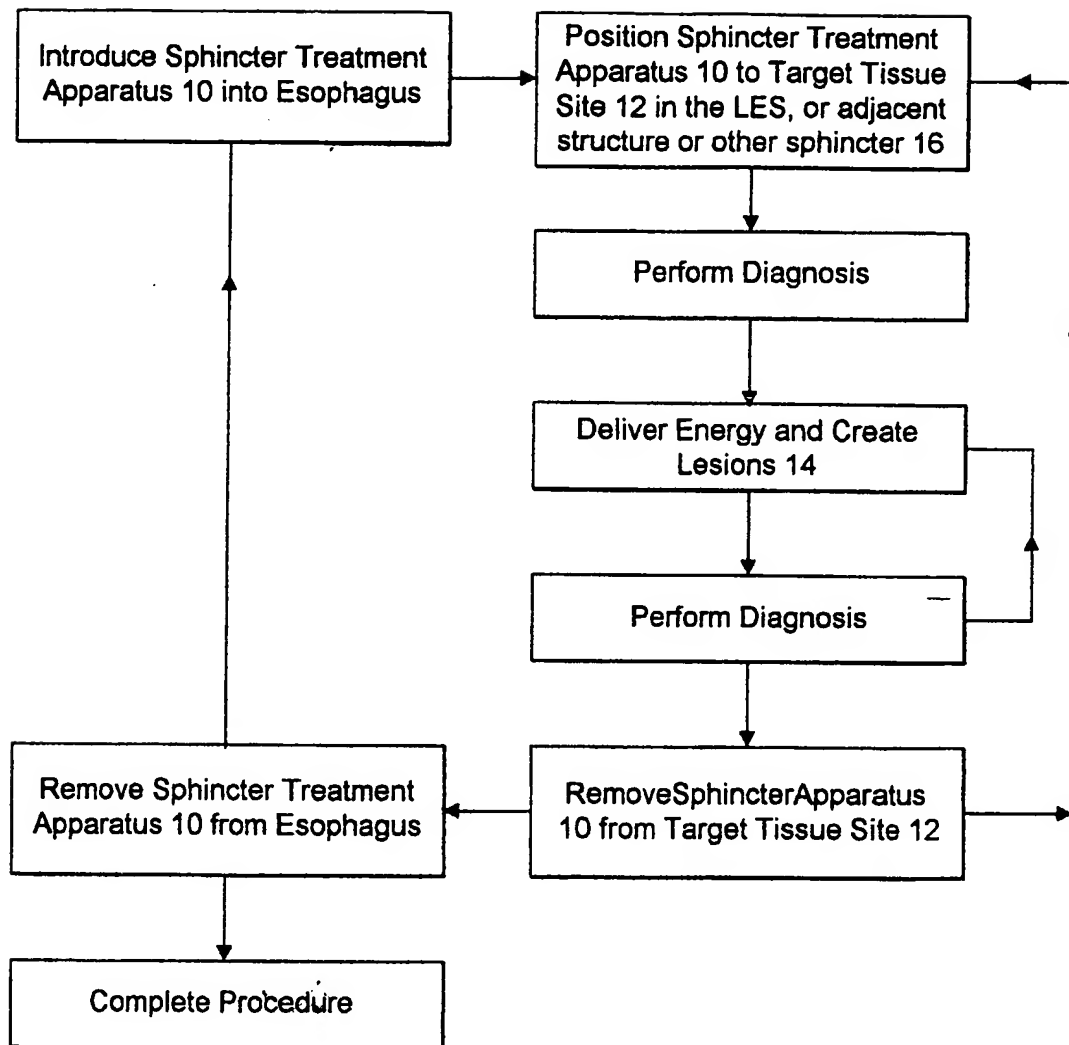 Introduce Sphincter Treatment
Apparatus 10 into Esophagus
Position Sphincter Treatment
Apparatus 10 to Target Tissue
Site 12 in the LES, or adjacent
structure or other sphincter 16
Perform Diagnosis
Deliver Energy and Create
Lesions 14
Perform Diagnosis
RemoveSphincterApparatus
10 from Target Tissue Site 12
Remove Sphincter Treatment
Apparatus 10 from Esophagus
Complete Procedure